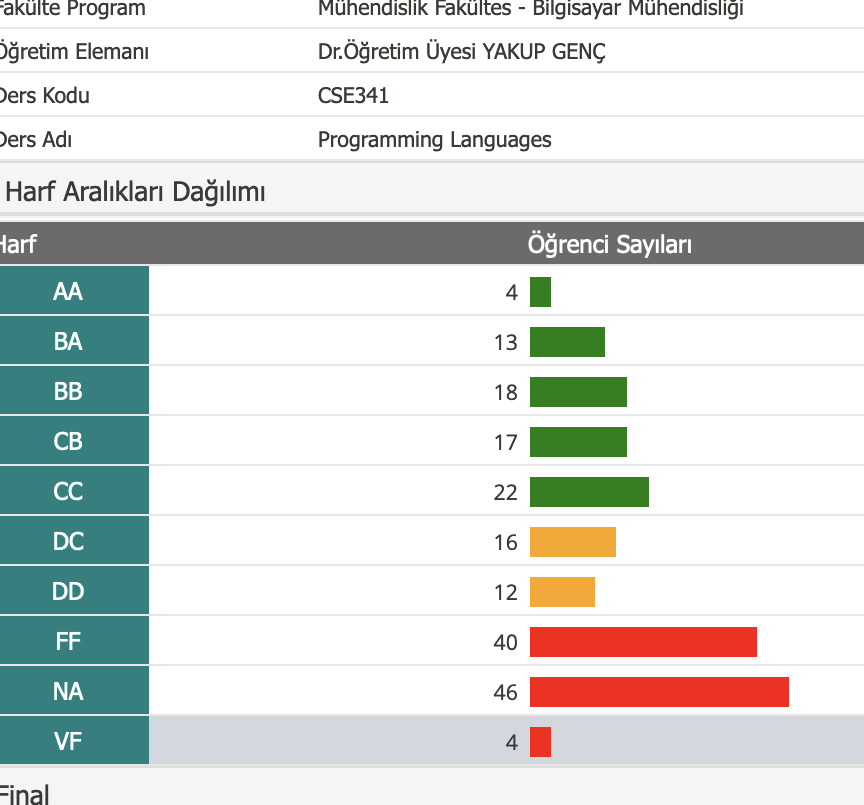 Fakülte Program Mühendislik Fakültes - Bilgisayar Mühendisliği
Öğretim Elemanı Dr.Öğretim Üyesi YAKUP GENÇ
Ders Kodu CSE341
Ders Adı Programming Languages
Harf Aralıkları Dağılımı
Harf Öğrenci Sayıları
AA 4
BA 13
BB 18
CB 17
CC 22
DC 16
DD 12
FF 40
NA 46
VF 4
Final